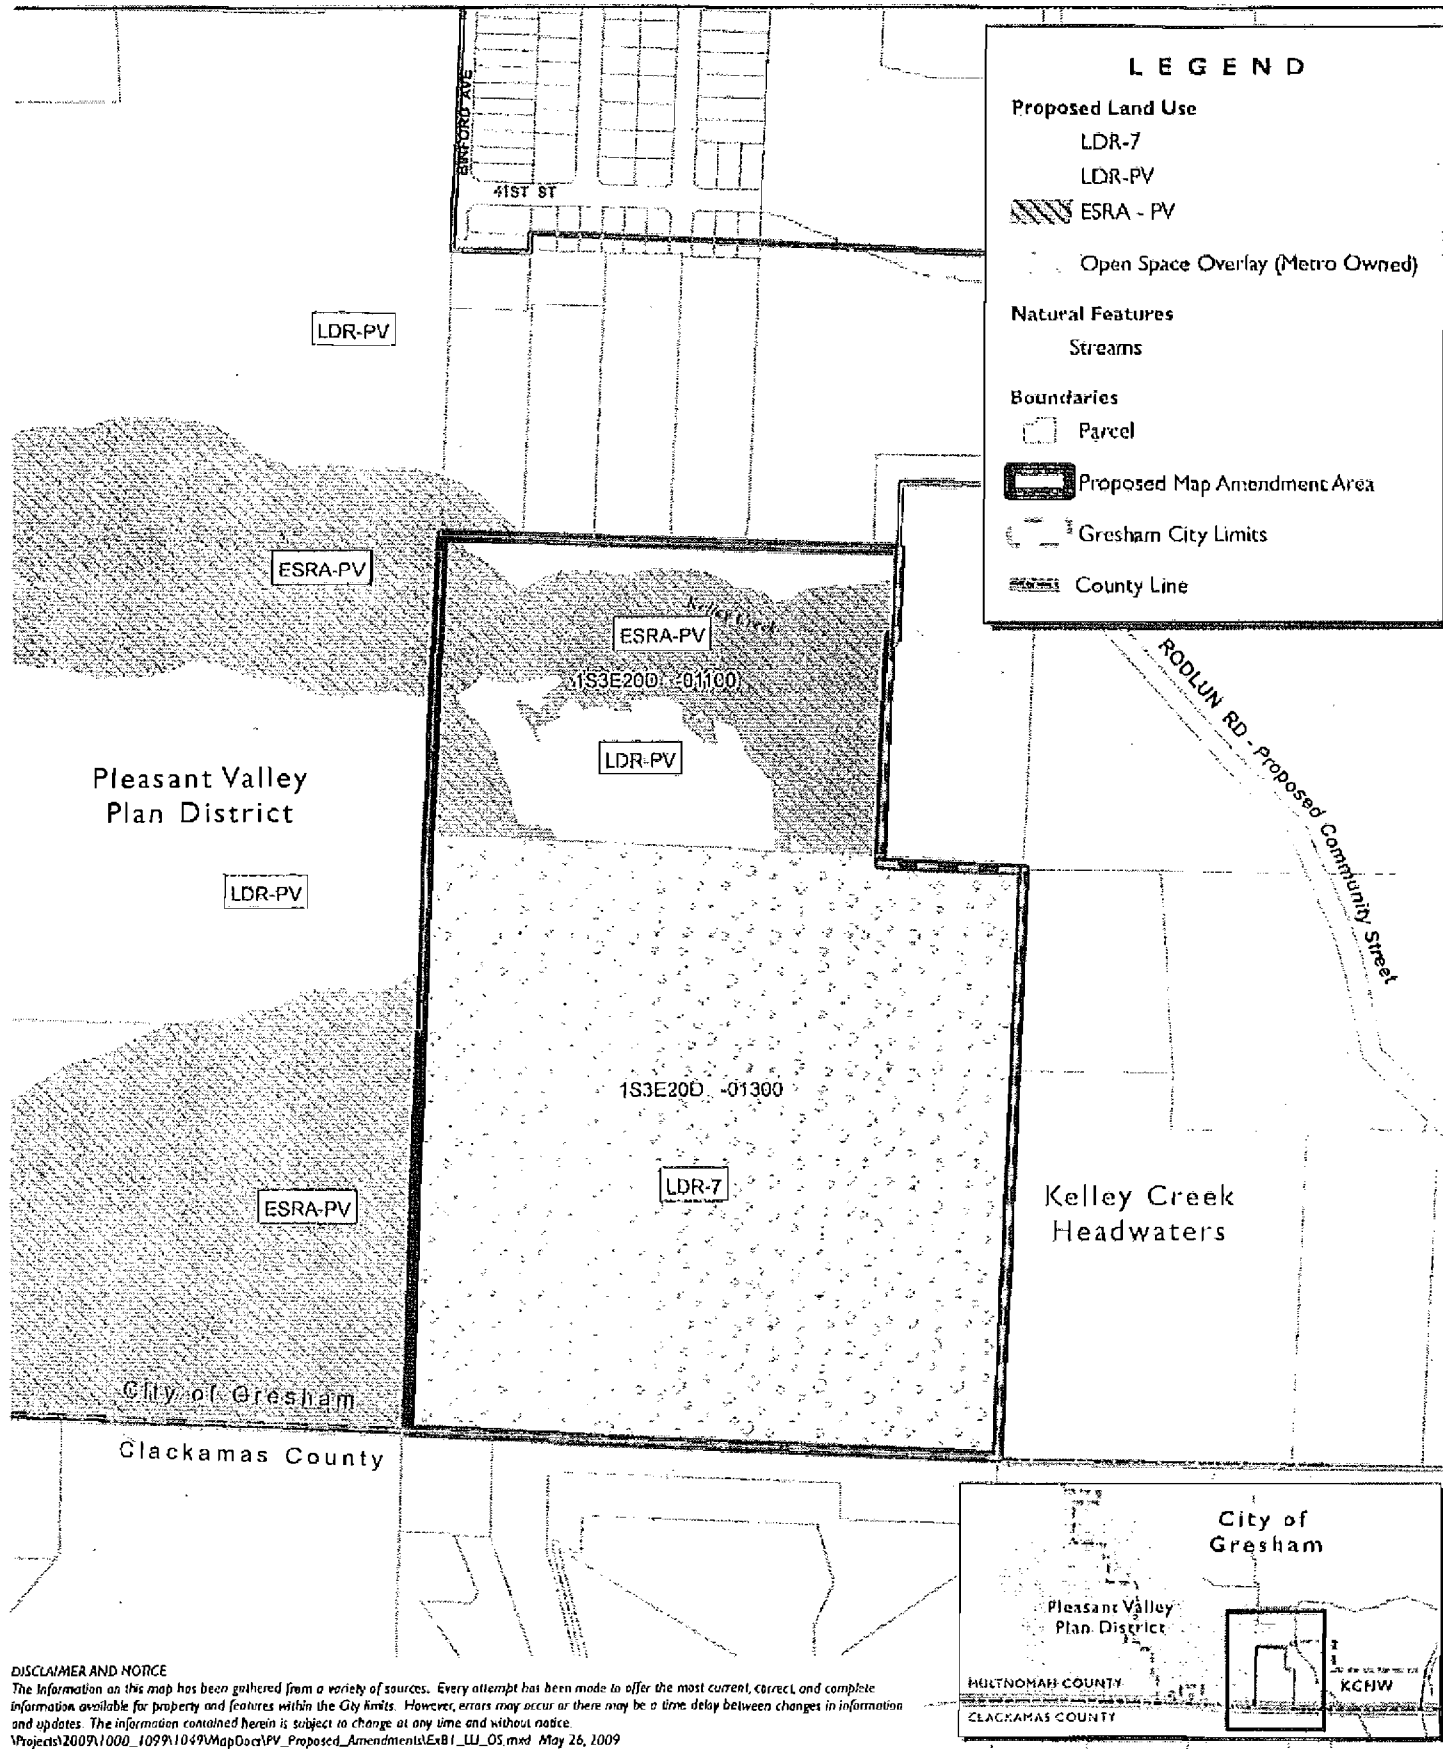 LEGEND
Proposed Land Use
LDR-7
LDR-PV
ESRA - PV
Open Space Overlay (Metro Owned)
Natural Features
Streams
Boundaries
Parcel
Proposed Map Amendment Area
Gresham City Limits
County Line
BINFORD AVE
41ST ST
LDR-PV
ESRA-PV
Kelley Creek
ESRA-PV
1S3E20D -01100
LDR-PV
RODLUN RD - Proposed Community Street
Pleasant Valley
Plan District
LDR-PV
1S3E20D -01300
LDR-7
Kelley Creek
Headwaters
ESRA-PV
City of Gresham
Clackamas County
City of
Gresham
Pleasant Valley
Plan District
MULTNOMAH COUNTY
CLACKAMAS COUNTY
KCHW
DISCLAIMER AND NOTICE
The information on this map has been gathered from a variety of sources. Every attempt has been made to offer the most current, correct, and complete
information available for property and features within the City limits. However, errors may occur or there may be a time delay between changes in information
and updates. The information contained herein is subject to change at any time and without notice.
\Projects\2009\1000_1099\1049\MapDocs\PV_Proposed_Amendments\ExB1_LU_OS.mxd May 26, 2009